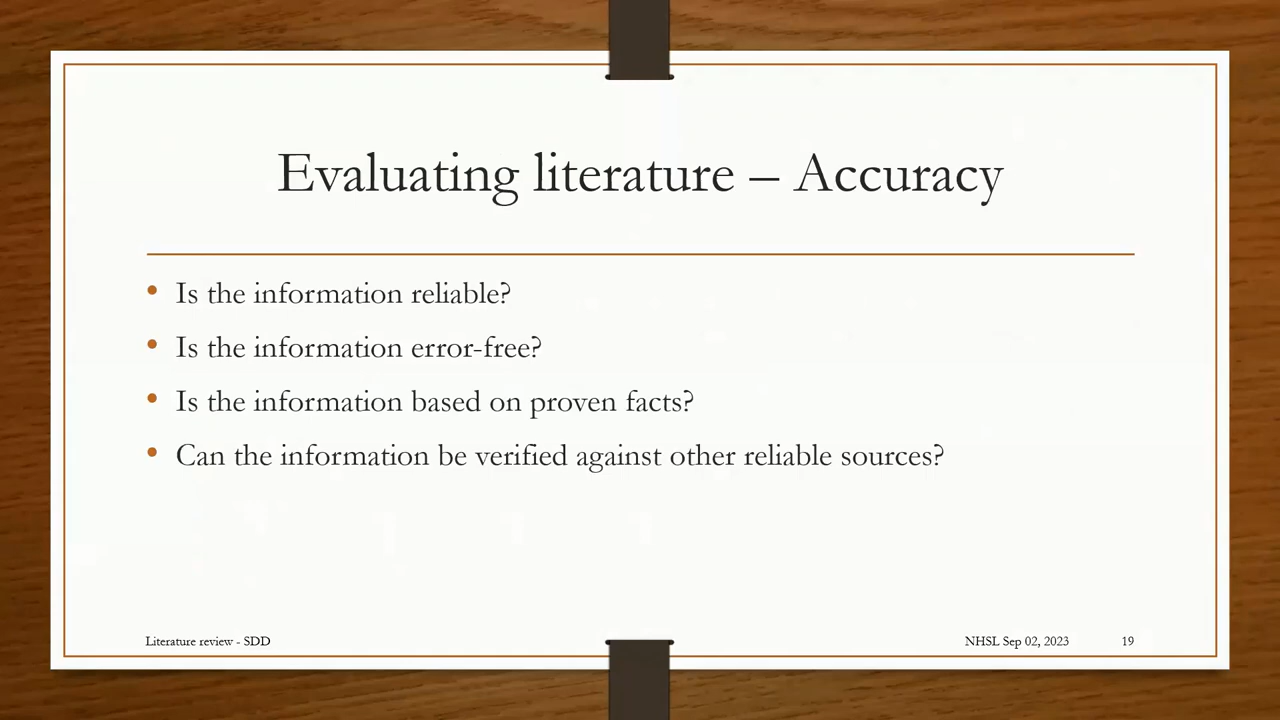 Evaluating literature – Accuracy
• Is the information reliable?
• Is the information error-free?
• Is the information based on proven facts?
• Can the information be verified against other reliable sources?
Literature review - SDD
NHSL Sep 02, 2023
19